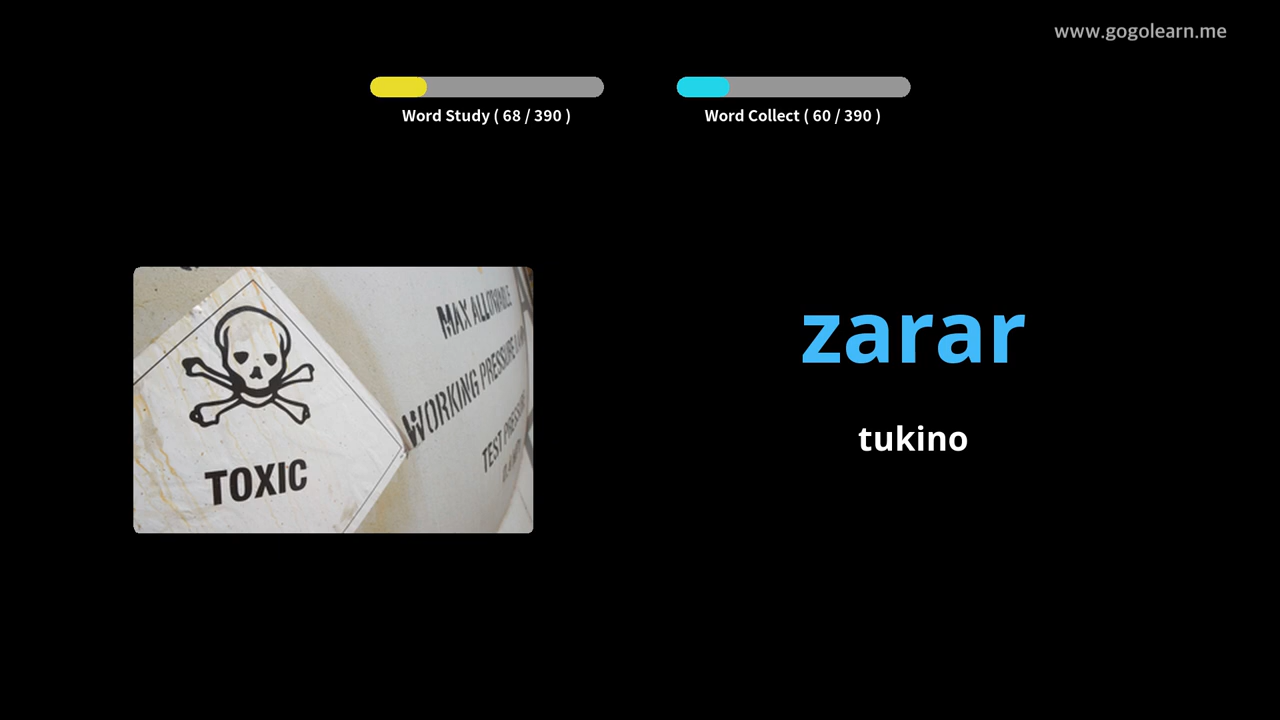 www.gogolearn.me
Word Study ( 68 / 390 )
Word Collect ( 60 / 390 )
zarar
tukino
MAX ALLOWABLE
WORKING PRESSURE
TEST PRESSURE
TOXIC